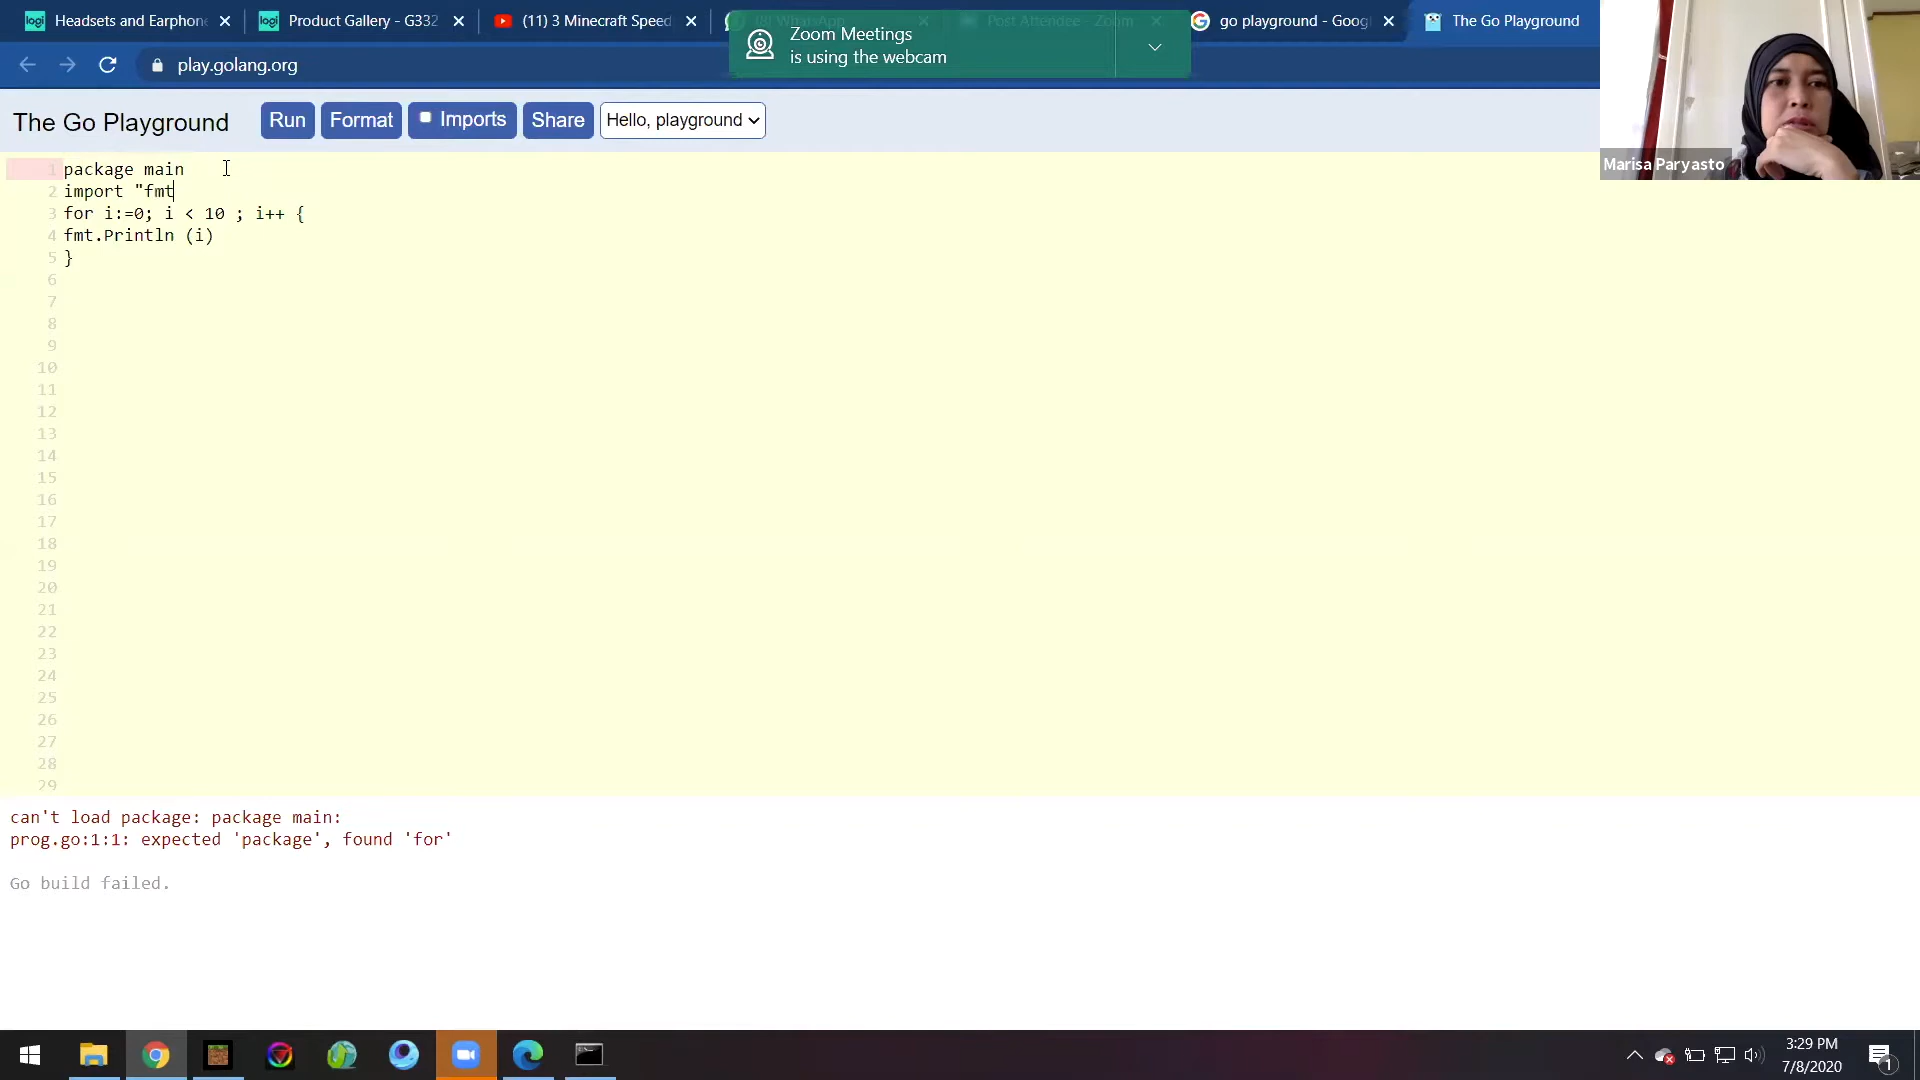 Headsets and Earphone
Product Gallery - G332
(11) 3 Minecraft Speed
WhatsApp
Post Attendee - Zoom
go playground - Goog
The Go Playground
Zoom Meetings
is using the webcam
play.golang.org
The Go Playground
Run
Format
Imports
Share
Hello, playground
Marisa Paryasto
1 package main
2 import "fmt
3 for i:=0; i < 10 ; i++ {
4 fmt.Println (i)
5 }
6
7
8
9
10
11
12
13
14
15
16
17
18
19
20
21
22
23
24
25
26
27
28
29
can't load package: package main:
prog.go:1:1: expected 'package', found 'for'
Go build failed.
3:29 PM
7/8/2020
1